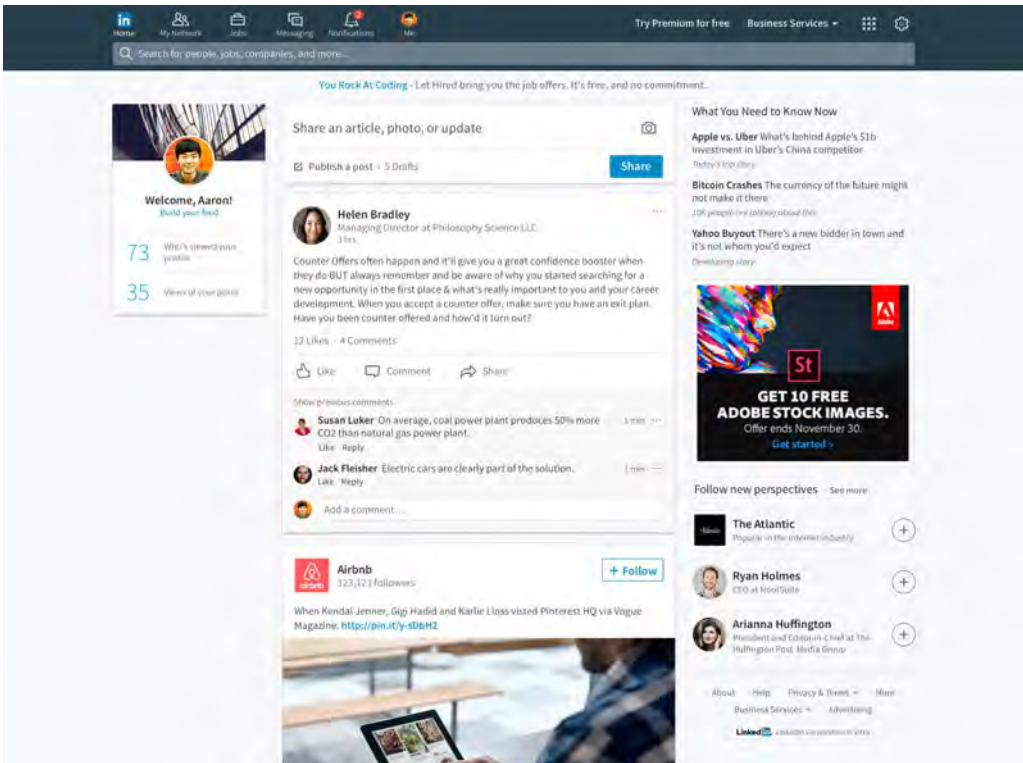 in
Home
My Network
Jobs
Messaging
2
Notifications
Me
Try Premium for free
Business Services
Search for people, jobs, companies, and more...
You Rock At Coding - Let Hired bring you the job offers. It's free, and no commitment.
Welcome, Aaron!
Build your feed
73 Who's viewed your
profile
35 Views of your posts
Share an article, photo, or update
Publish a post • 5 Drafts
Share
Helen Bradley
Managing Director at Philosophy Science LLC
3 hrs
Counter Offers often happen and it'll give you a great confidence booster when
they do BUT always remember and be aware of why you started searching for a
new opportunity in the first place & what's really important to you and your career
development. When you accept a counter offer, make sure you have an exit plan.
Have you been counter offered and how'd it turn out?
12 Likes · 4 Comments
Like
Comment
Share
Show previous comments
Susan Luker On average, coal power plant produces 50% more
CO2 than natural gas power plant.
1 min
Like Reply
Jack Fleisher Electric cars are clearly part of the solution.
1 min
Like Reply
Add a comment...
Airbnb
323,123 followers
+ Follow
When Kendal Jenner, Gigi Hadid and Karlie Lloss visted Pinterest HQ via Vogue
Magazine. http://pin.it/y-sDbH2
What You Need to Know Now
Apple vs. Uber What's behind Apple's $1b
investment in Uber's China competitor
Today's top story
Bitcoin Crashes The currency of the future might
not make it there
10K people are talking about this
Yahoo Buyout There's a new bidder in town and
it's not whom you'd expect
Developing story
Adobe
St
GET 10 FREE
ADOBE STOCK IMAGES.
Offer ends November 30.
Get started >
Follow new perspectives · See more
The Atlantic
Popular in the internet industry
Ryan Holmes
CEO at HootSuite
Arianna Huffington
President and Editor-in-Chief at The
Huffington Post Media Group
About
Help
Privacy & Terms
More
Business Services
Advertising
LinkedIn